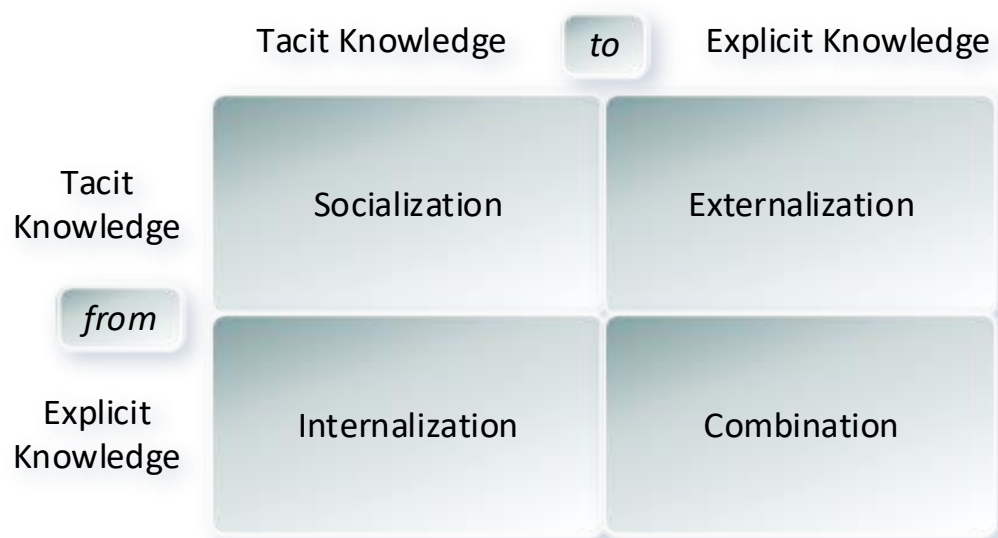 Tacit Knowledge to Explicit Knowledge
Tacit
Knowledge
Socialization Externalization
from
Explicit
Knowledge
Internalization Combination